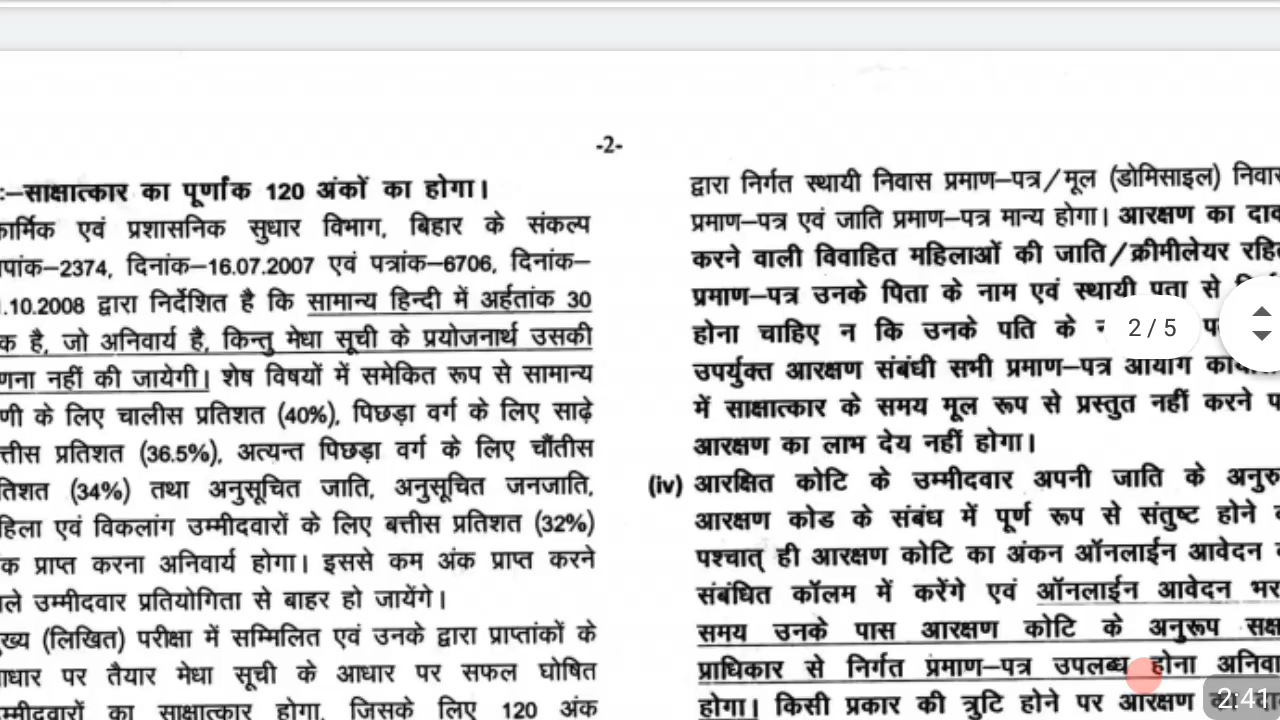 -2-
:–साक्षात्कार का पूर्णांक 120 अंकों का होगा।
कार्मिक एवं प्रशासनिक सुधार विभाग, बिहार के संकल्प
पांक–2374, दिनांक–16.07.2007 एवं पत्रांक–6706, दिनांक–
.10.2008 द्वारा निर्देशित है कि सामान्य हिन्दी में अर्हतांक 30
क है, जो अनिवार्य है, किन्तु मेधा सूची के प्रयोजनार्थ उसकी
णना नहीं की जायेगी। शेष विषयों में समेकित रूप से सामान्य
णी के लिए चालीस प्रतिशत (40%), पिछड़ा वर्ग के लिए साढ़े
त्तीस प्रतिशत (36.5%), अत्यन्त पिछड़ा वर्ग के लिए चौंतीस
तिशत (34%) तथा अनुसूचित जाति, अनुसूचित जनजाति,
हिला एवं विकलांग उम्मीदवारों के लिए बत्तीस प्रतिशत (32%)
क प्राप्त करना अनिवार्य होगा। इससे कम अंक प्राप्त करने
ले उम्मीदवार प्रतियोगिता से बाहर हो जायेंगे।
ख्य (लिखित) परीक्षा में सम्मिलित एवं उनके द्वारा प्राप्तांकों के
धार पर तैयार मेधा सूची के आधार पर सफल घोषित
म्मीदवारों का साक्षात्कार होगा, जिसके लिए 120 अंक
द्वारा निर्गत स्थायी निवास प्रमाण–पत्र/मूल (डोमिसाइल) निवास
प्रमाण–पत्र एवं जाति प्रमाण–पत्र मान्य होगा। आरक्षण का दाव
करने वाली विवाहित महिलाओं की जाति/क्रीमीलेयर रहि
प्रमाण–पत्र उनके पिता के नाम एवं स्थायी पता से
होना चाहिए न कि उनके पति के
उपर्युक्त आरक्षण संबंधी सभी प्रमाण–पत्र आयोग
में साक्षात्कार के समय मूल रूप से प्रस्तुत नहीं करने प
आरक्षण का लाभ देय नहीं होगा।
(iv) आरक्षित कोटि के उम्मीदवार अपनी जाति के अनुरु
आरक्षण कोड के संबंध में पूर्ण रूप से संतुष्ट होने
पश्चात् ही आरक्षण कोटि का अंकन ऑनलाईन आवेदन
संबंधित कॉलम में करेंगे एवं ऑनलाईन आवेदन भर
समय उनके पास आरक्षण कोटि के अनुरूप सक्ष
प्राधिकार से निर्गत प्रमाण–पत्र उपलब्ध होना अनिवा
होगा। किसी प्रकार की त्रुटि होने पर आरक्षण
2 / 5
2:41